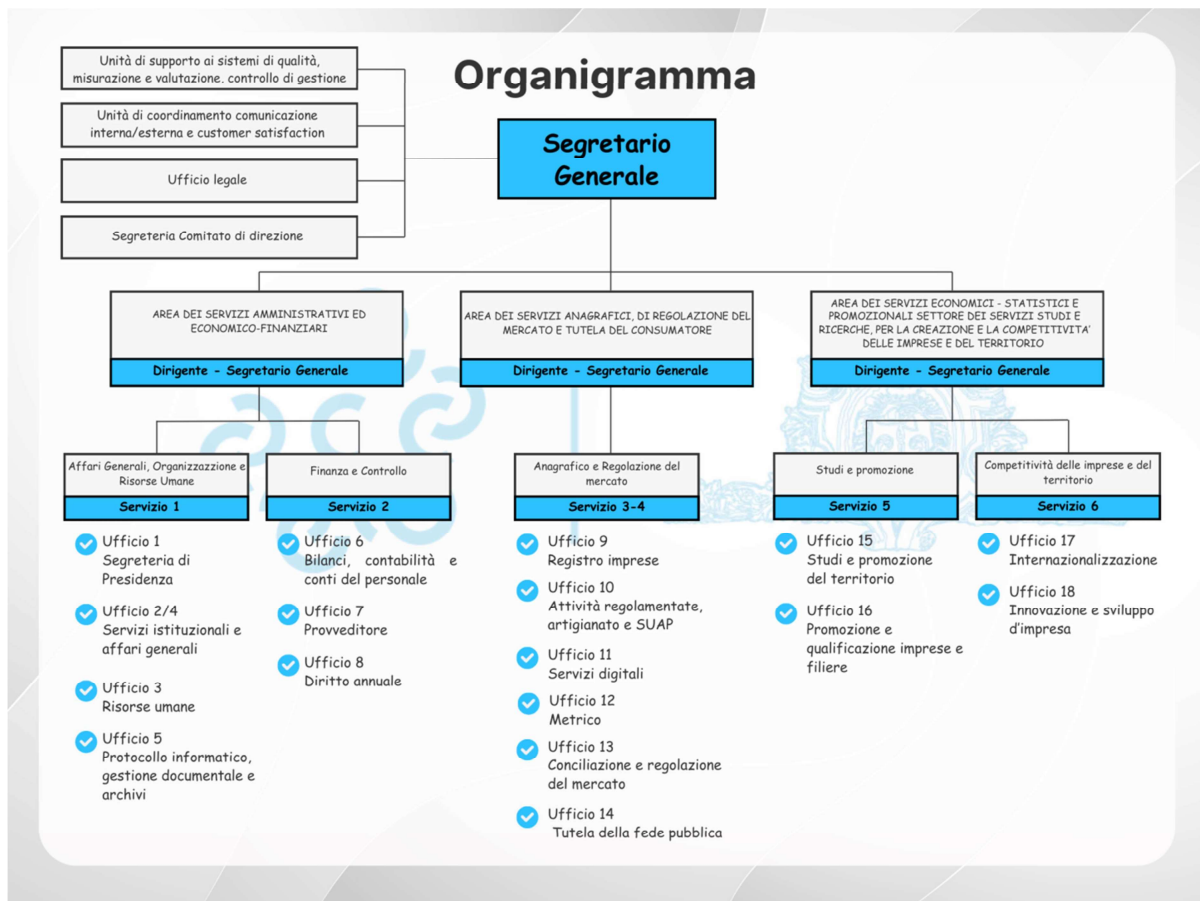 Organigramma
Unità di supporto ai sistemi di qualità,
misurazione e valutazione. controllo di gestione
Unità di coordinamento comunicazione
interna/esterna e customer satisfaction
Ufficio legale
Segreteria Comitato di direzione
Segretario
Generale
AREA DEI SERVIZI AMMINISTRATIVI ED
ECONOMICO-FINANZIARI
Dirigente - Segretario Generale
AREA DEI SERVIZI ANAGRAFICI, DI REGOLAZIONE DEL
MERCATO E TUTELA DEL CONSUMATORE
Dirigente - Segretario Generale
AREA DEI SERVIZI ECONOMICI - STATISTICI E
PROMOZIONALI SETTORE DEI SERVIZI STUDI E
RICERCHE, PER LA CREAZIONE E LA COMPETITIVITA'
DELLE IMPRESE E DEL TERRITORIO
Dirigente - Segretario Generale
Affari Generali, Organizzazzione e
Risorse Umane
Servizio 1
Ufficio 1
Segreteria di
Presidenza
Ufficio 2/4
Servizi istituzionali e
affari generali
Ufficio 3
Risorse umane
Ufficio 5
Protocollo informatico,
gestione documentale e
archivi
Finanza e Controllo
Servizio 2
Ufficio 6
Bilanci, contabilità e
conti del personale
Ufficio 7
Provveditore
Ufficio 8
Diritto annuale
Anagrafico e Regolazione del
mercato
Servizio 3-4
Ufficio 9
Registro imprese
Ufficio 10
Attività regolamentate,
artigianato e SUAP
Ufficio 11
Servizi digitali
Ufficio 12
Metrico
Ufficio 13
Conciliazione e regolazione
del mercato
Ufficio 14
Tutela della fede pubblica
Studi e promozione
Servizio 5
Ufficio 15
Studi e promozione
del territorio
Ufficio 16
Promozione e
qualificazione imprese e
filiere
Competitività delle imprese e del
territorio
Servizio 6
Ufficio 17
Internazionalizzazione
Ufficio 18
Innovazione e sviluppo
d'impresa